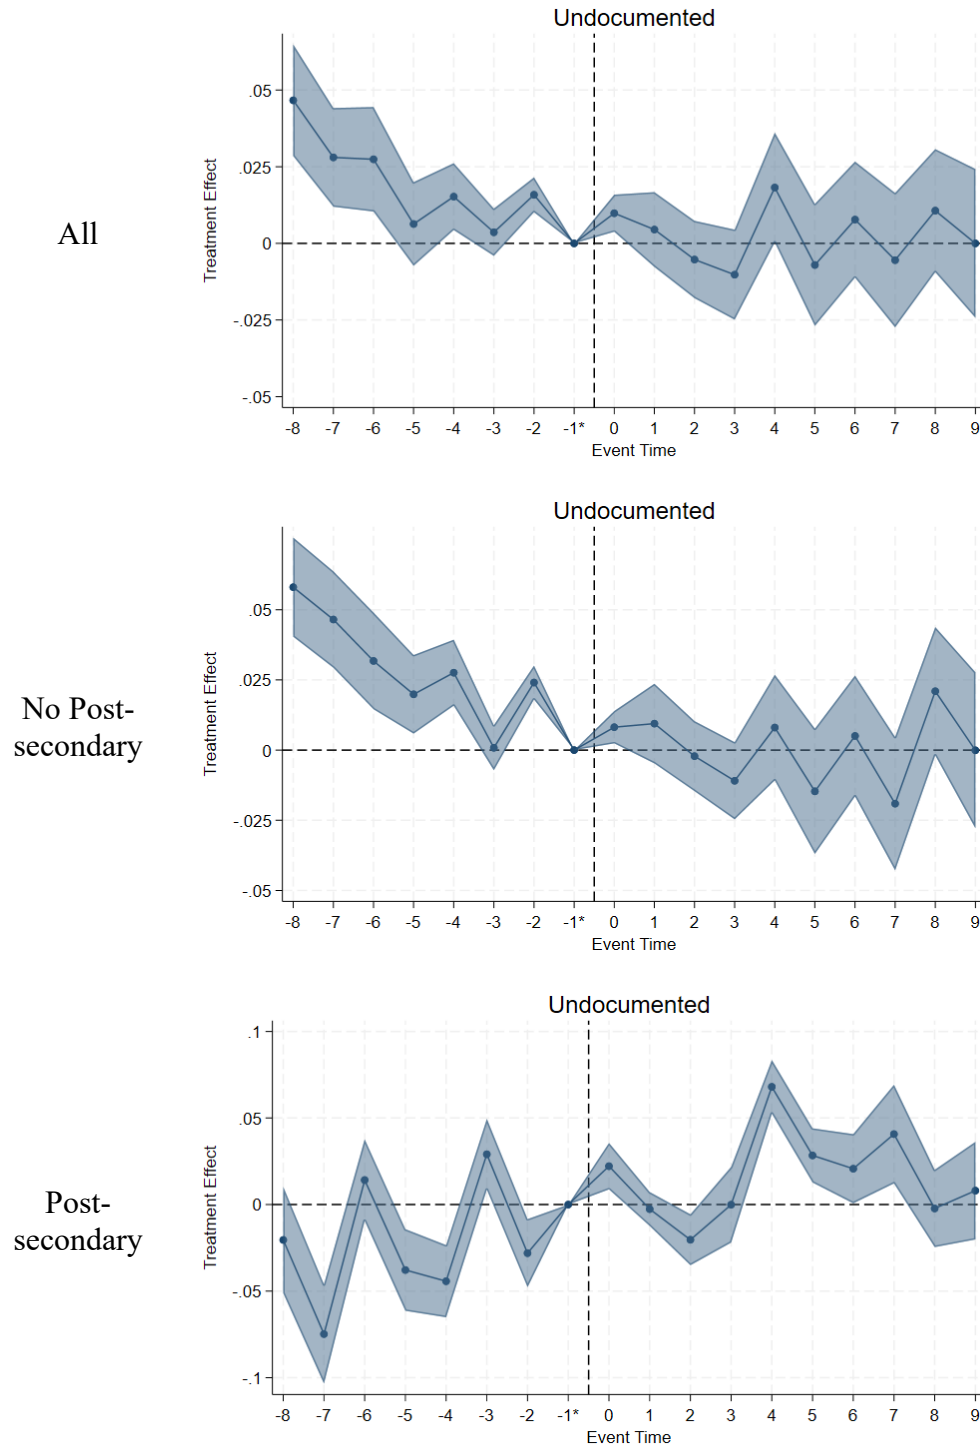 Undocumented
All
Treatment Effect
.05
.025
0
-.025
-.05
-8 -7 -6 -5 -4 -3 -2 -1* 0 1 2 3 4 5 6 7 8 9
Event Time
Undocumented
No Post-
secondary
Treatment Effect
.05
.025
0
-.025
-.05
-8 -7 -6 -5 -4 -3 -2 -1* 0 1 2 3 4 5 6 7 8 9
Event Time
Undocumented
Post-
secondary
Treatment Effect
.1
.05
0
-.05
-.1
-8 -7 -6 -5 -4 -3 -2 -1* 0 1 2 3 4 5 6 7 8 9
Event Time